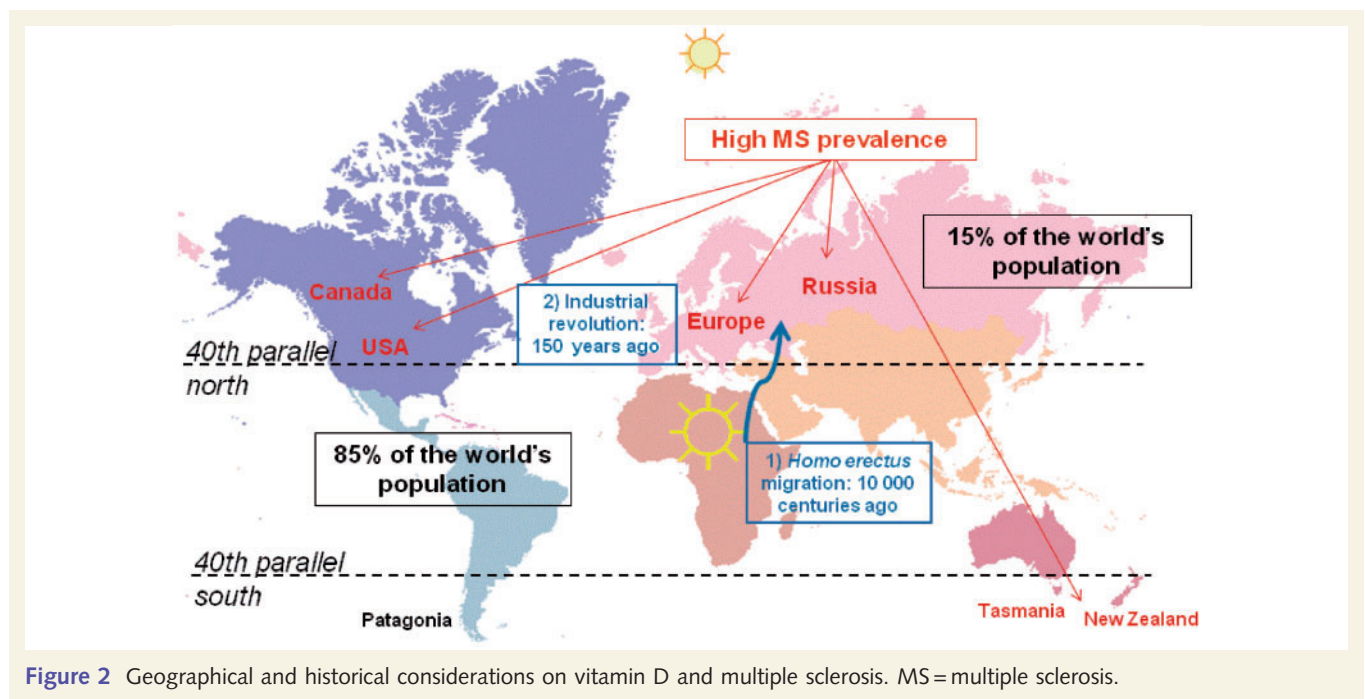 High MS prevalence
15% of the world's
population
Canada
Russia
2) Industrial
revolution:
150 years ago
Europe
USA
40th parallel
north
85% of the world's
population
1) Homo erectus
migration: 10 000
centuries ago
40th parallel
south
Patagonia
Tasmania
New Zealand
Figure 2 Geographical and historical considerations on vitamin D and multiple sclerosis. MS = multiple sclerosis.